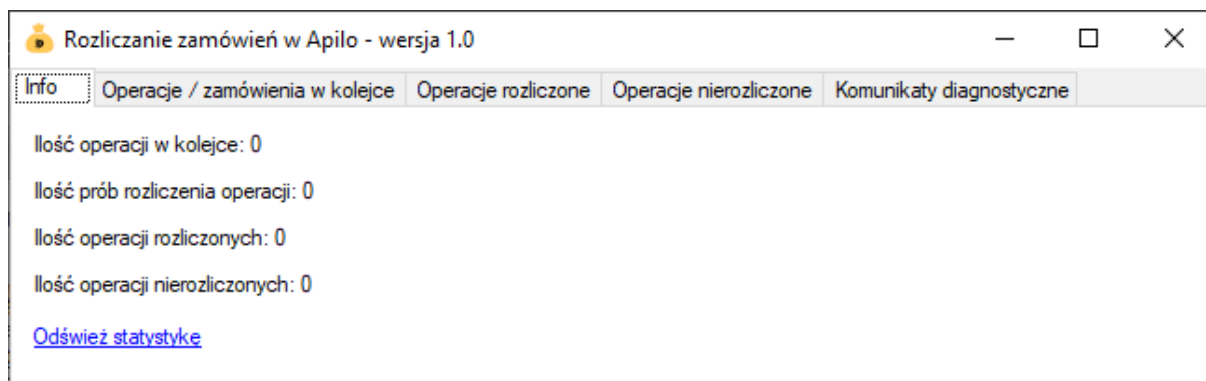 Rozliczanie zamówień w Apilo - wersja 1.0
Info Operacje / zamówienia w kolejce Operacje rozliczone Operacje nierozliczone Komunikaty diagnostyczne
Ilość operacji w kolejce: 0
Ilość prób rozliczenia operacji: 0
Ilość operacji rozliczonych: 0
Ilość operacji nierozliczonych: 0
Odśwież statystykę